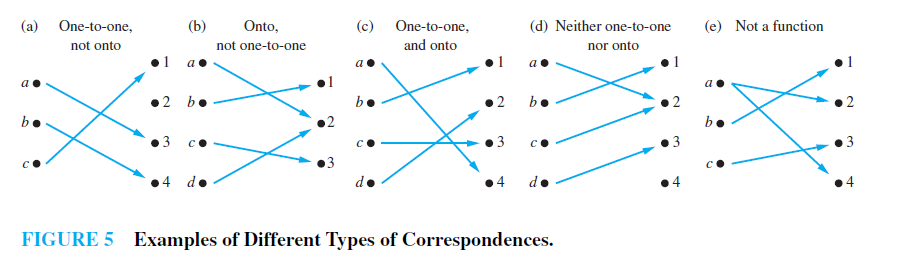 (a) One-to-one,
not onto
a
b
c
1
2
3
4
(b) Onto,
not one-to-one
a
b
c
d
1
2
3
(c) One-to-one,
and onto
a
b
c
d
1
2
3
4
(d) Neither one-to-one
nor onto
a
b
c
d
1
2
3
4
(e) Not a function
a
b
c
1
2
3
4
FIGURE 5 Examples of Different Types of Correspondences.